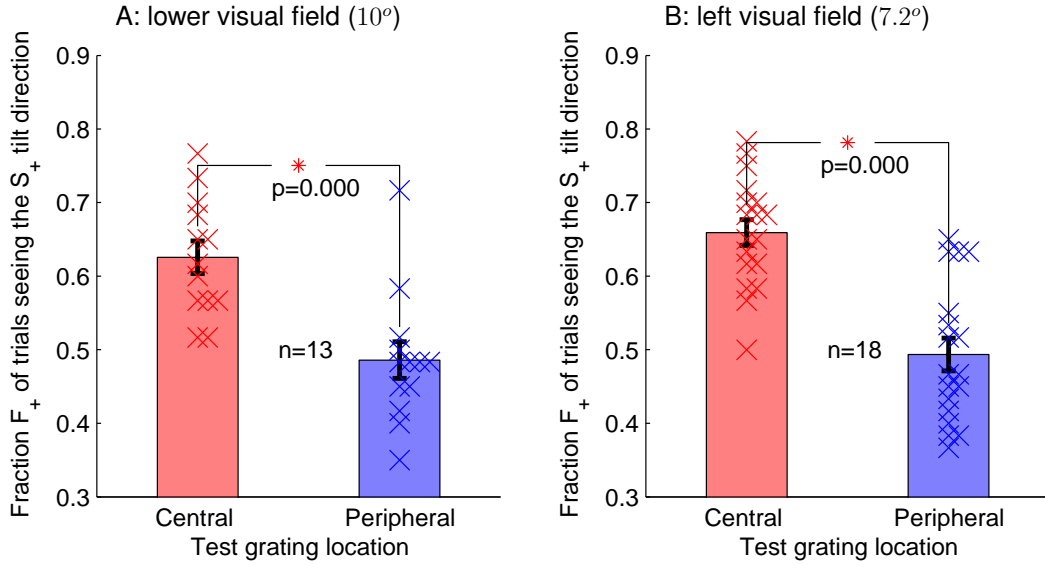 A: lower visual field (10°)
Fraction F+ of trials seeing the S+ tilt direction
0.9
0.8
0.7
0.6
0.5
0.4
0.3
p=0.000
n=13
Central Peripheral
Test grating location
B: left visual field (7.2°)
Fraction F+ of trials seeing the S+ tilt direction
0.9
0.8
0.7
0.6
0.5
0.4
0.3
p=0.000
n=18
Central Peripheral
Test grating location